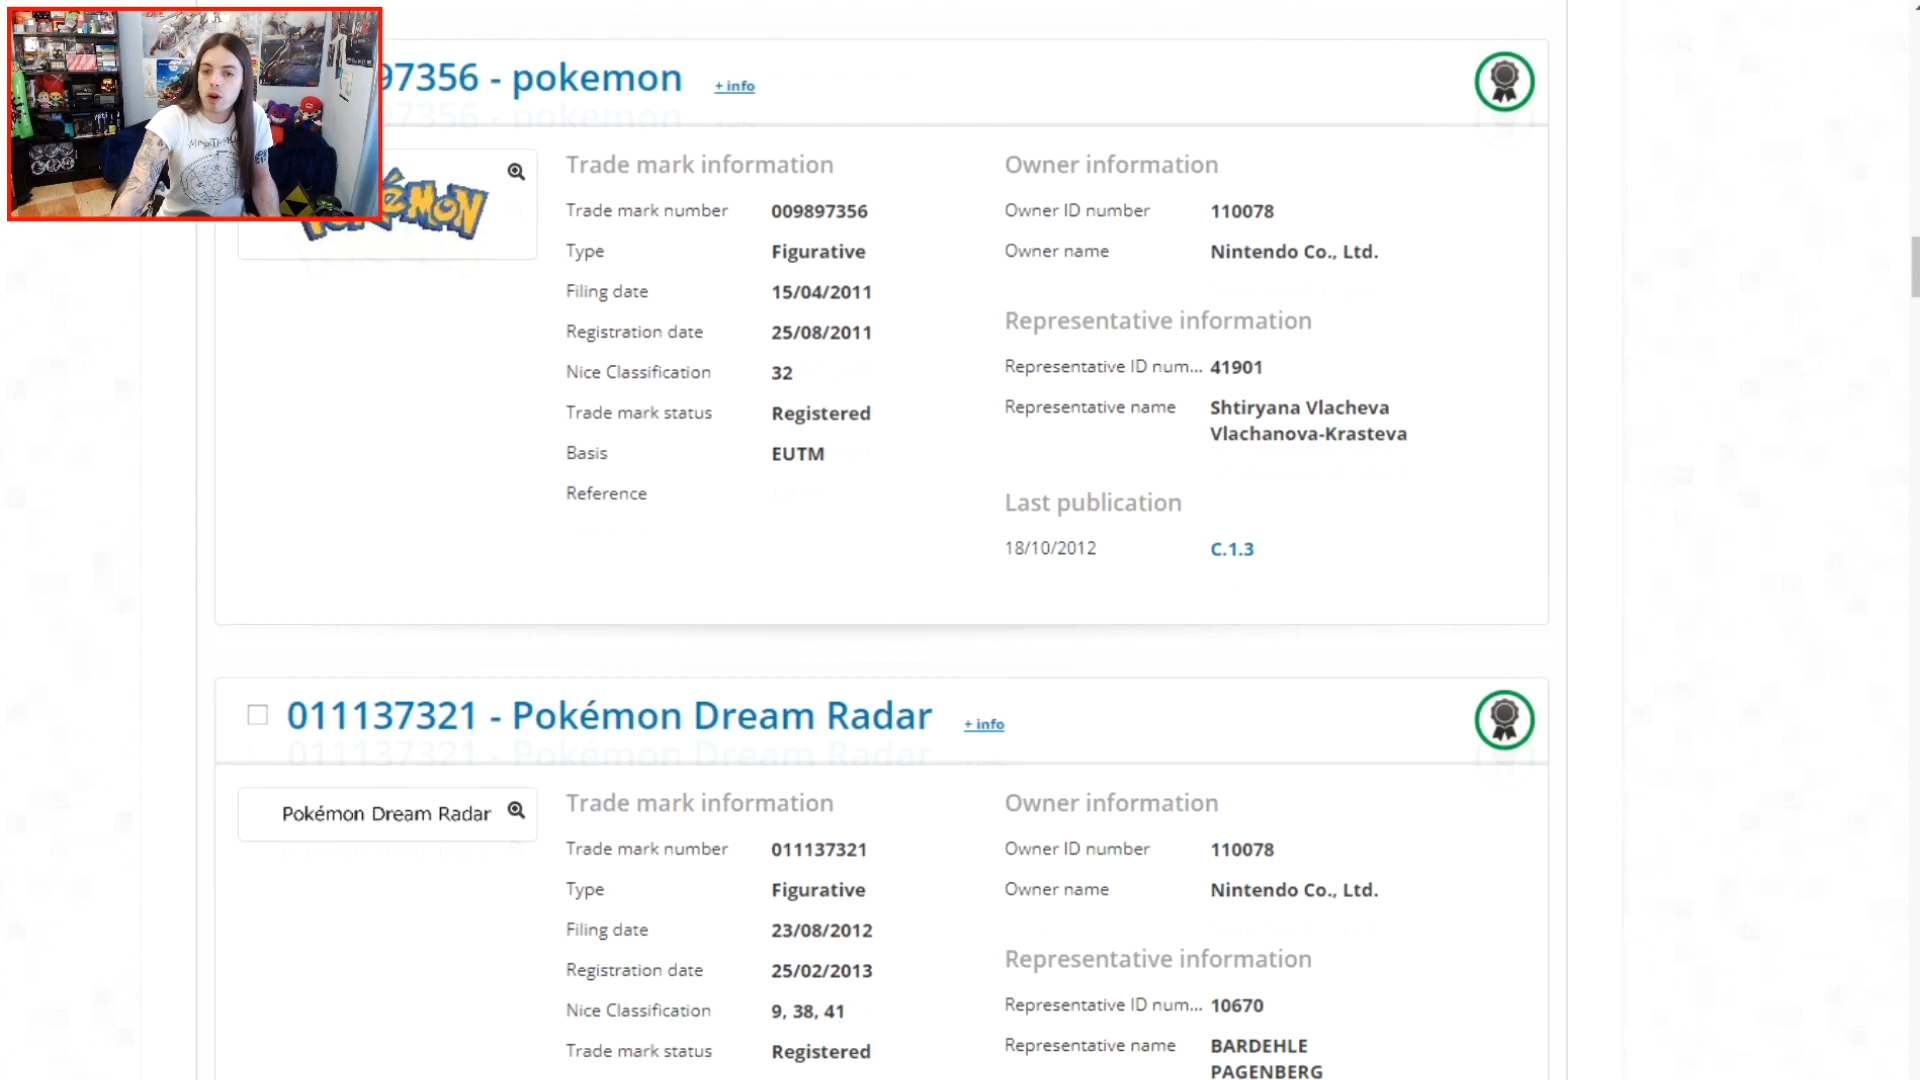 97356 - pokemon + info
POKéMON
Trade mark information
Trade mark number 009897356
Type Figurative
Filing date 15/04/2011
Registration date 25/08/2011
Nice Classification 32
Trade mark status Registered
Basis EUTM
Reference
Owner information
Owner ID number 110078
Owner name Nintendo Co., Ltd.
Representative information
Representative ID num... 41901
Representative name Shtiryana Vlacheva
Vlachanova-Krasteva
Last publication
18/10/2012 C.1.3
011137321 - Pokémon Dream Radar + info
Pokémon Dream Radar
Trade mark information
Trade mark number 011137321
Type Figurative
Filing date 23/08/2012
Registration date 25/02/2013
Nice Classification 9, 38, 41
Trade mark status Registered
Owner information
Owner ID number 110078
Owner name Nintendo Co., Ltd.
Representative information
Representative ID num... 10670
Representative name BARDEHLE
PAGENBERG